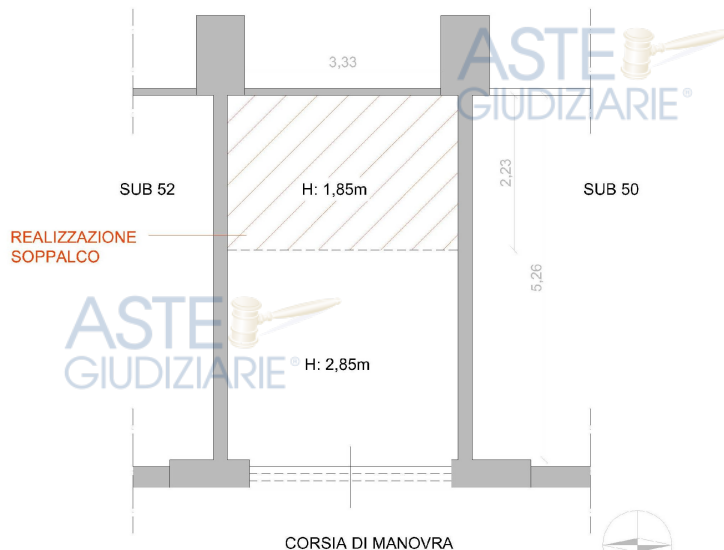 3,33
ASTE
GIUDIZIARIE®
SUB 52
H: 1,85m
2,23
SUB 50
REALIZZAZIONE
SOPPALCO
5,26
ASTE
GIUDIZIARIE®
H: 2,85m
CORSIA DI MANOVRA